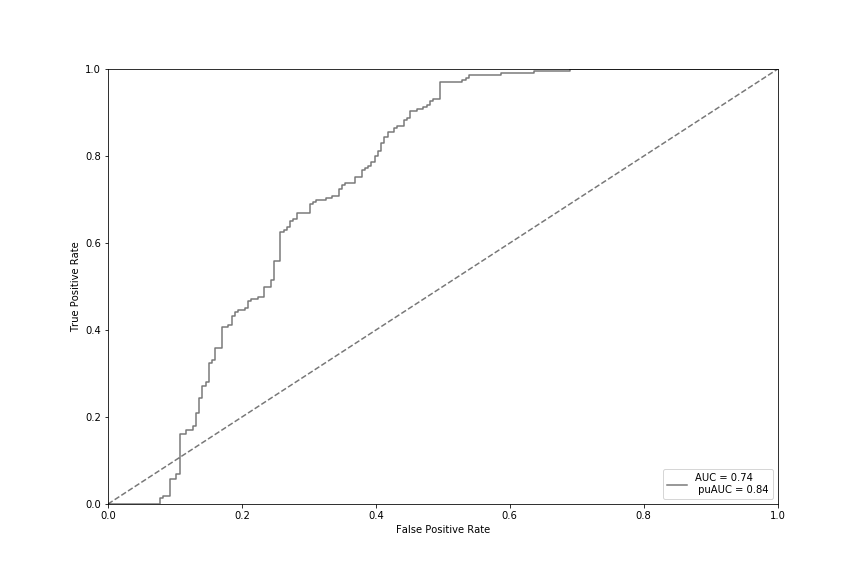 1.0
0.8
0.6
0.4
0.2
0.0
True Positive Rate
0.0 0.2 0.4 0.6 0.8 1.0
False Positive Rate
AUC = 0.74
puAUC = 0.84